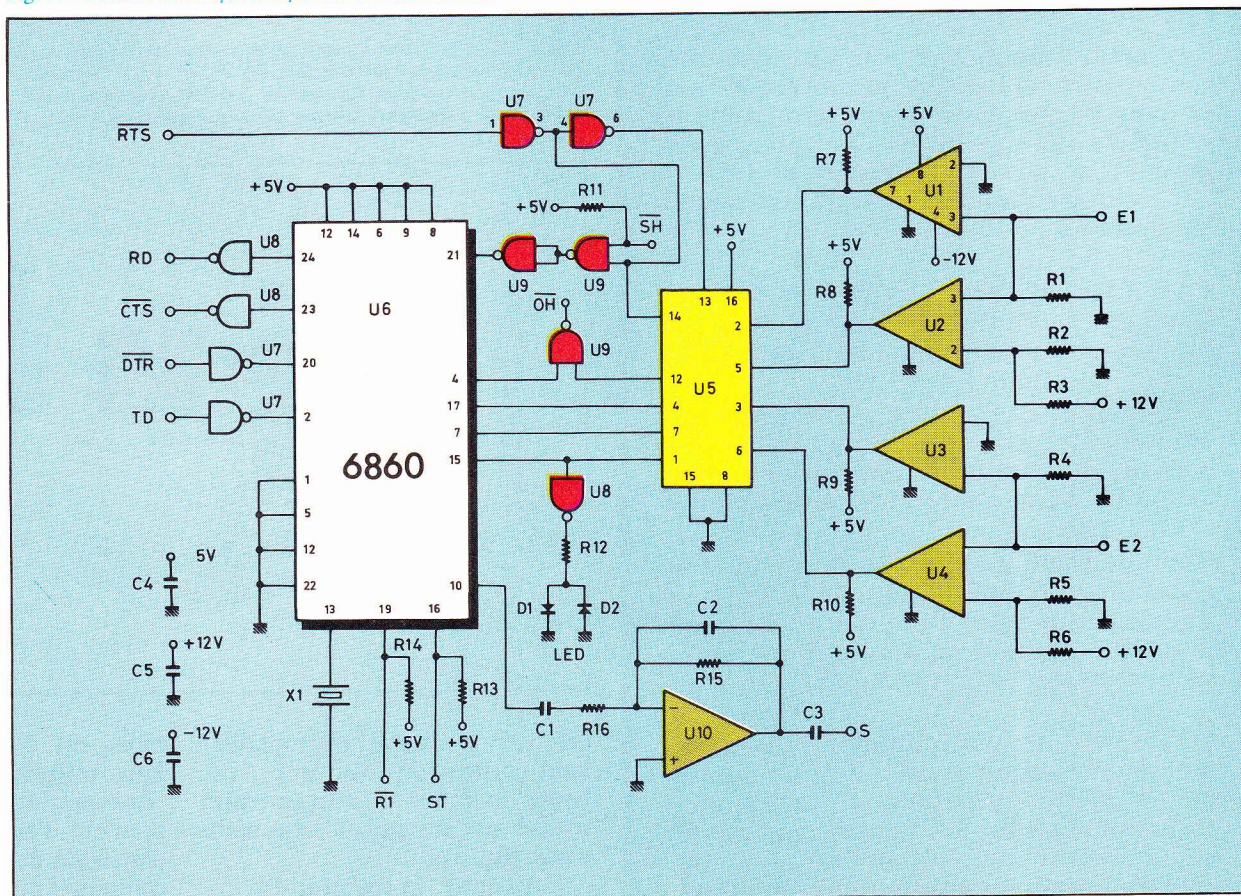 U7 U7
RTS 1 3 4 6
+5V +5V
R7
+5V R11
+5V SH
8 2
7 U1
1 4 3 E1
-12V
12 14 6 9 8
RD U8 24 21
U9 U9
+5V
+5V
R8
R1
CTS U8 23
U6
OH
13 16
14 2
3
U2
2
R2
DTR U7 20
U9
5
R3 +12V
4 12
U5
TD U7 2
17 4 3
7 7 6
15 1
U3
R4
6860
U8
15 8
R9
+5V
1
5
12
22
E2
R12
U4
5V
C4
10
R10
+5V
R5
13 19 16
D1 D2
LED
C2
R6 +12V
+12V
C5
R14
X1
R13
R15
-12V
C6
+5V +5V
C1 R16
-
U10
+
C3 S
R1 ST